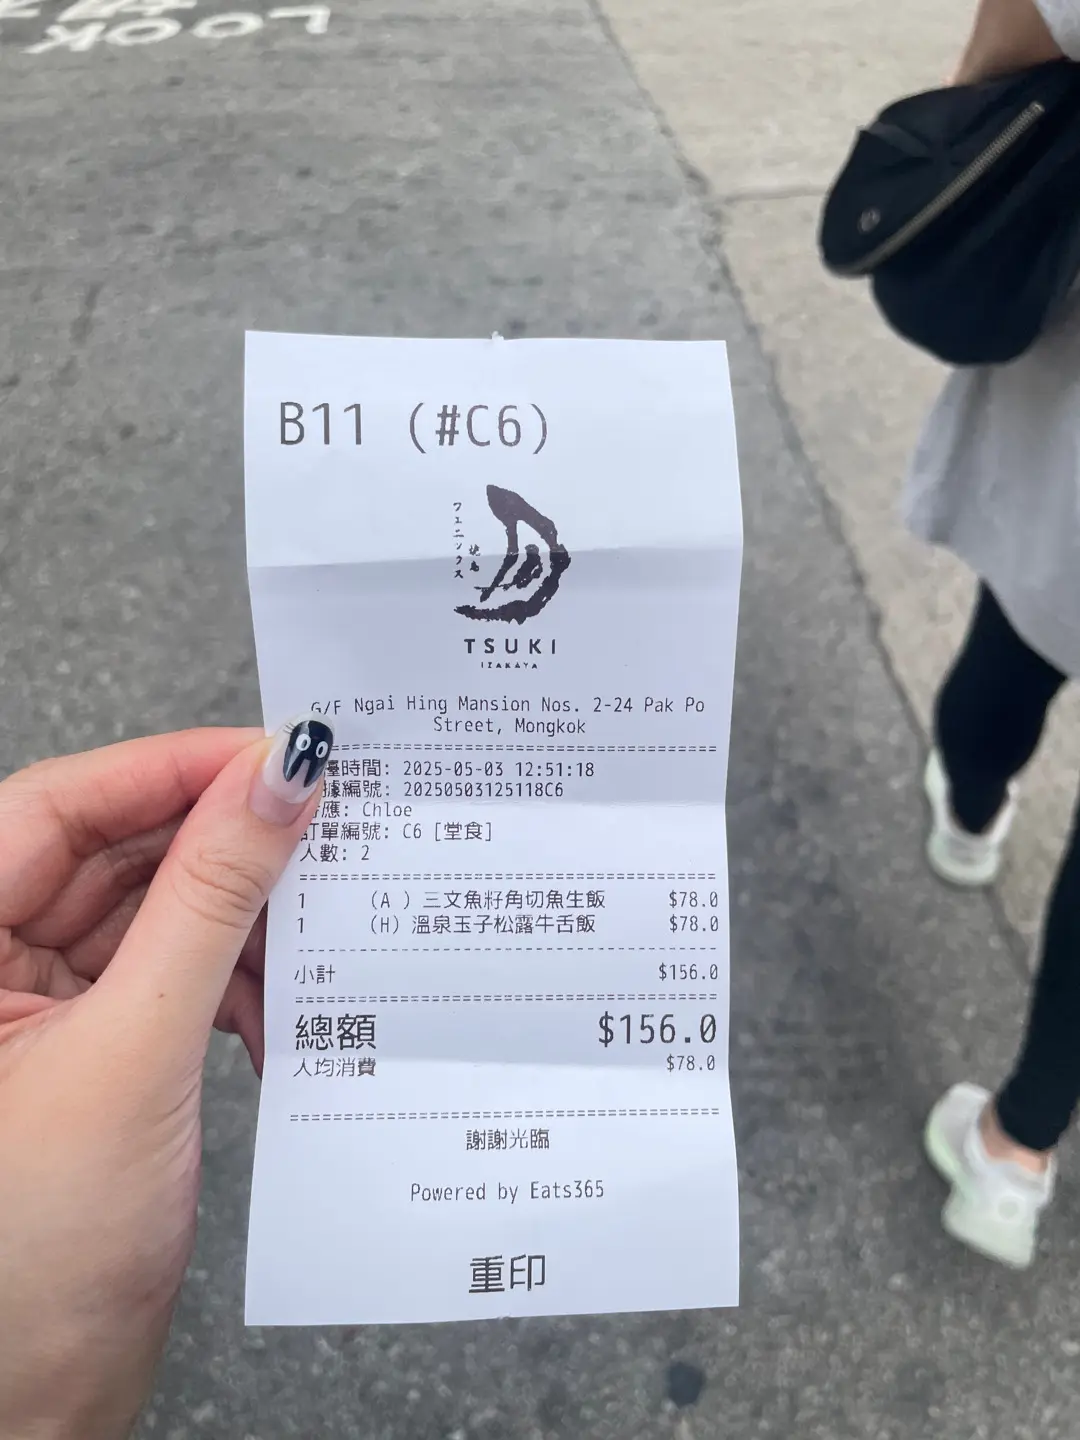 LOOK
B11 (#C6)
フェニックス
焼鳥
TSUKI
IZAKAYA
G/F Ngai Hing Mansion Nos. 2-24 Pak Po
Street, Mongkok
檯時間: 2025-05-03 12:51:18
據編號: 20250503125118C6
應: Chloe
訂單編號: C6 [堂食]
人數: 2
1 (A ) 三文魚籽角切魚生飯 $78.0
1 (H) 溫泉玉子松露牛舌飯 $78.0
小計 $156.0
總額 $156.0
人均消費 $78.0
謝謝光臨
Powered by Eats365
重印